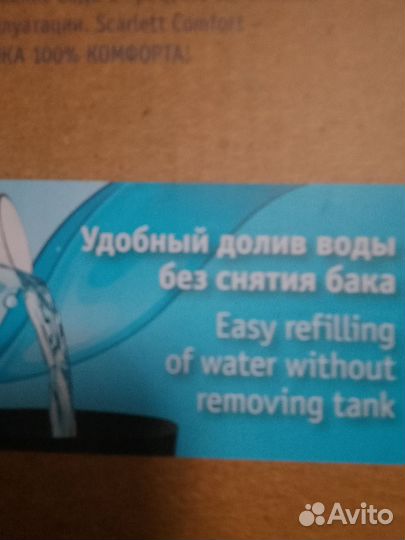 плуатации. Scarlett Comfort –
КА 100% КОМФОРТА!
Удобный долив воды
без снятия бака
Easy refilling
of water without
removing tank
Avito